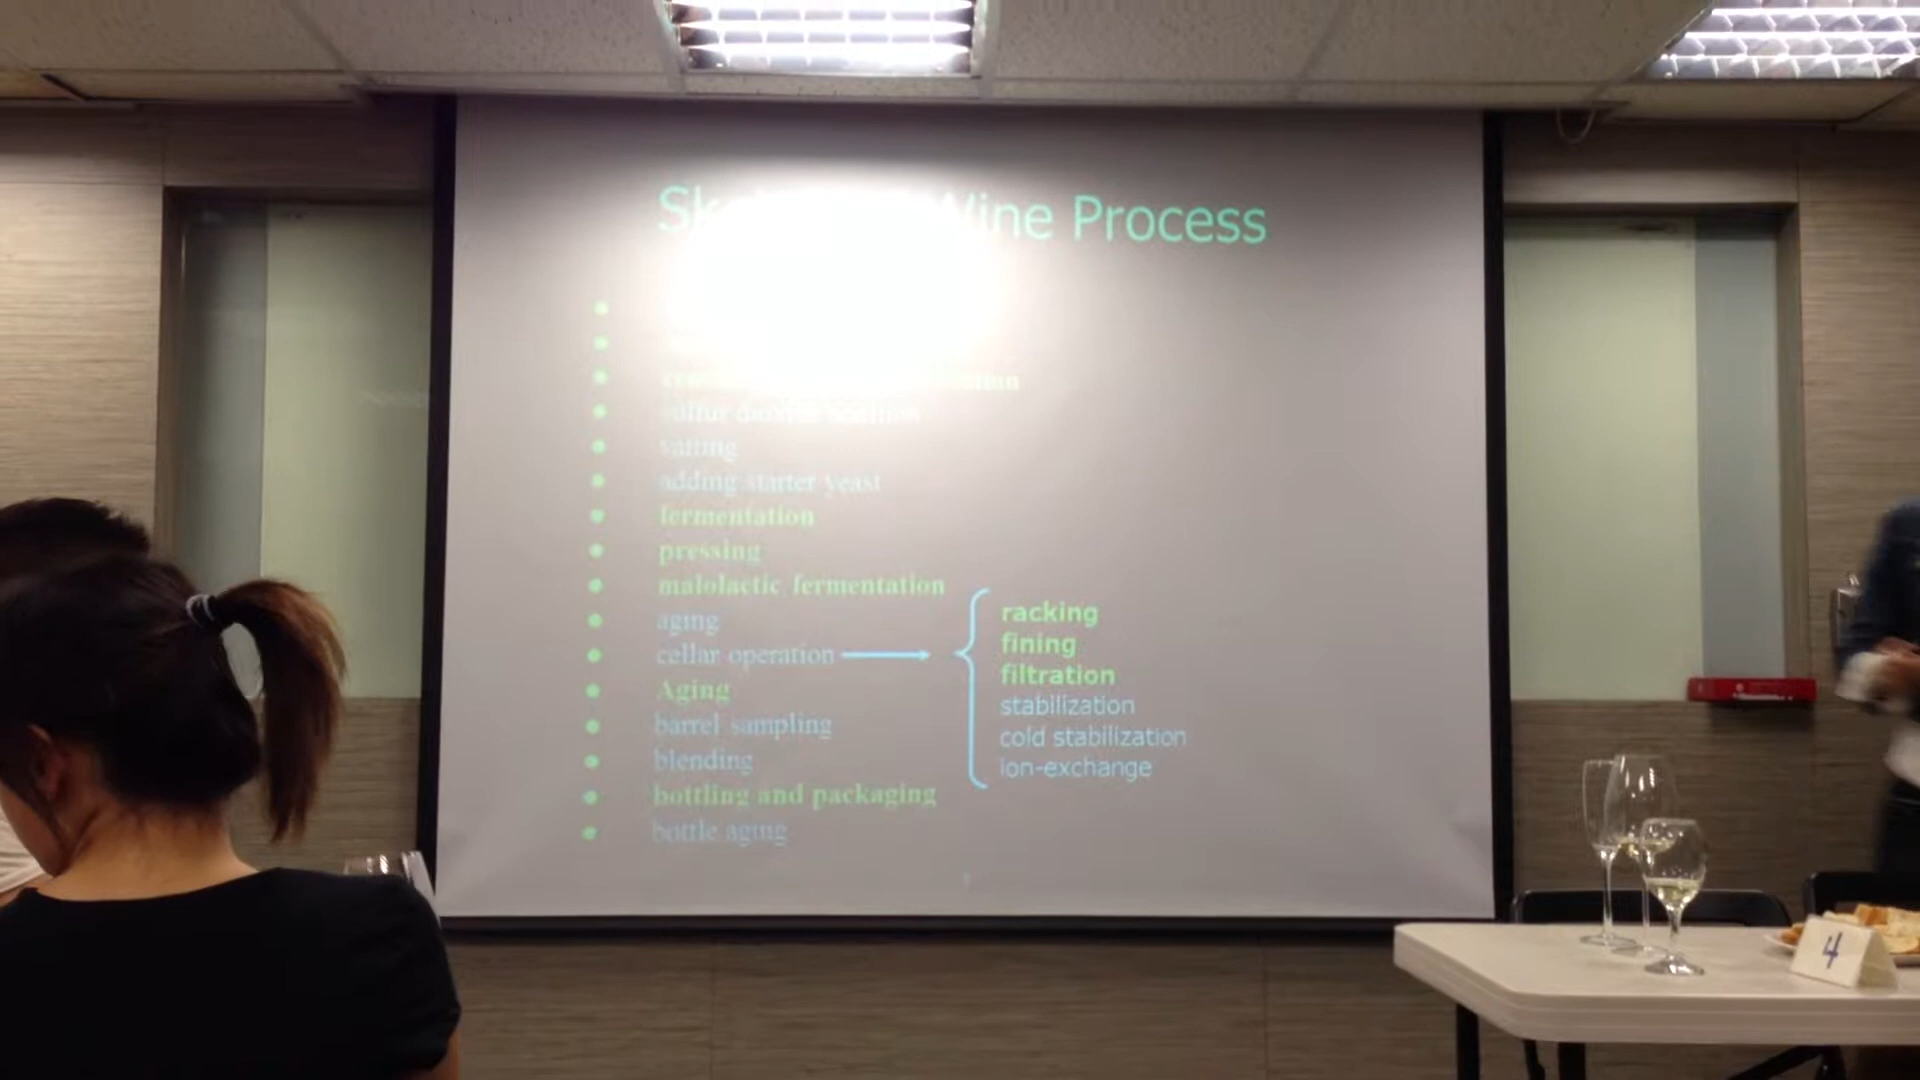 Wine Process
sulfur dioxide addition
vatting
adding starter yeast
fermentation
pressing
malolactic fermentation
aging
cellar operation
racking
fining
filtration
stabilization
cold stabilization
ion-exchange
Aging
barrel sampling
blending
bottling and packaging
bottle aging
4